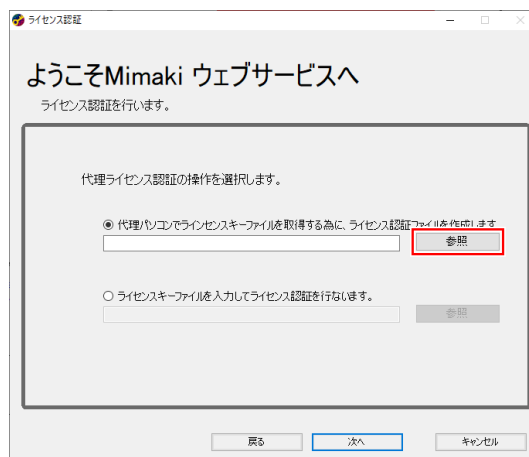 ライセンス認証
ようこそMimaki ウェブサービスへ
ライセンス認証を行います。
代理ライセンス認証の操作を選択します。
代理パソコンでラインセンスキーファイルを取得する為に、ライセンス認証ファイルを作成します
参照
ライセンスキーファイルを入力してライセンス認証を行ないます。
参照
戻る
次へ
キャンセル